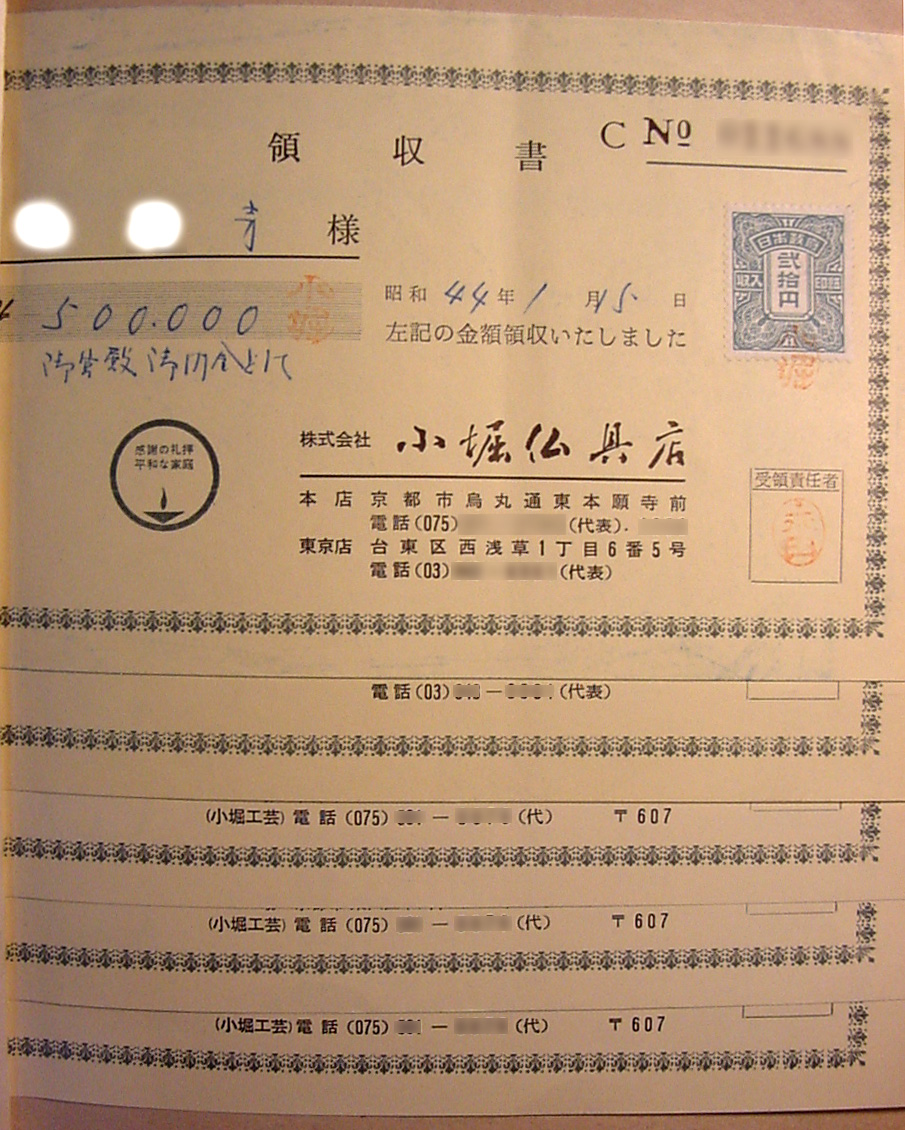 領収書 C No
寺 様
日本政府
弐拾円
収入 印紙
小堀
500.000
昭和44年1月15日
左記の金額領収いたしました
小堀
感謝の礼拝
平和な家庭
株式会社 小堀仏具店
受領責任者
本店 京都市烏丸通東本願寺前
電話(075) (代表).
東京店 台東区西浅草1丁目6番5号
電話(03) (代表)
電話(03) - (代表)
(小堀工芸) 電話(075) - (代) 〒607
(小堀工芸) 電話(075) - (代) 〒607
(小堀工芸) 電話(075) - (代) 〒607